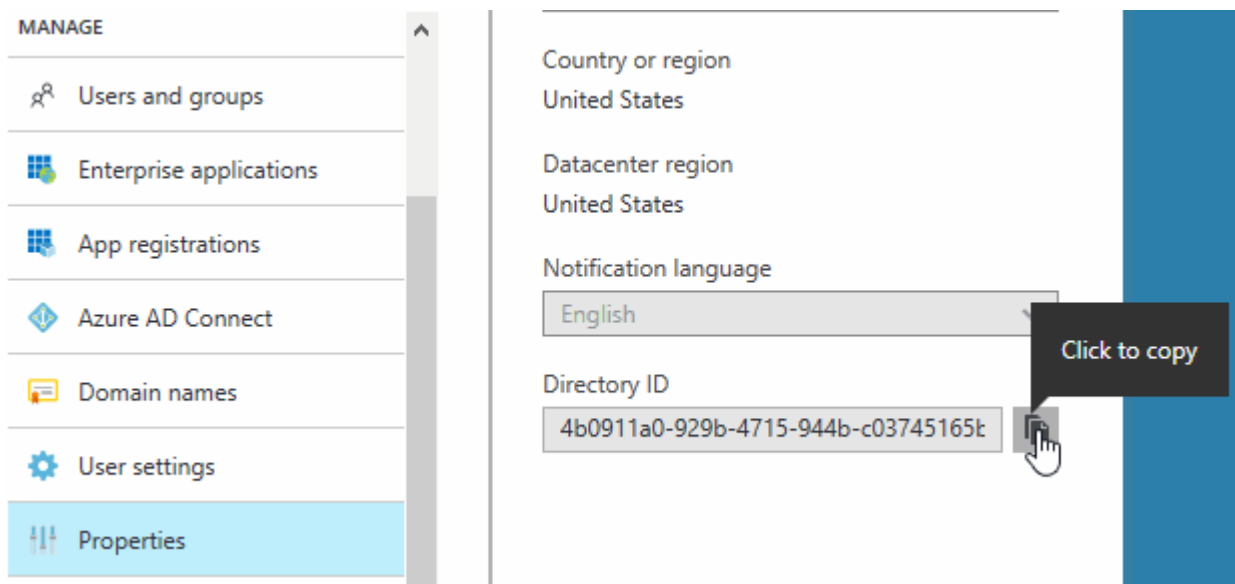 MANAGE
Users and groups
Enterprise applications
App registrations
Azure AD Connect
Domain names
User settings
Properties
Country or region
United States
Datacenter region
United States
Notification language
English
Click to copy
Directory ID
4b0911a0-929b-4715-944b-c03745165b